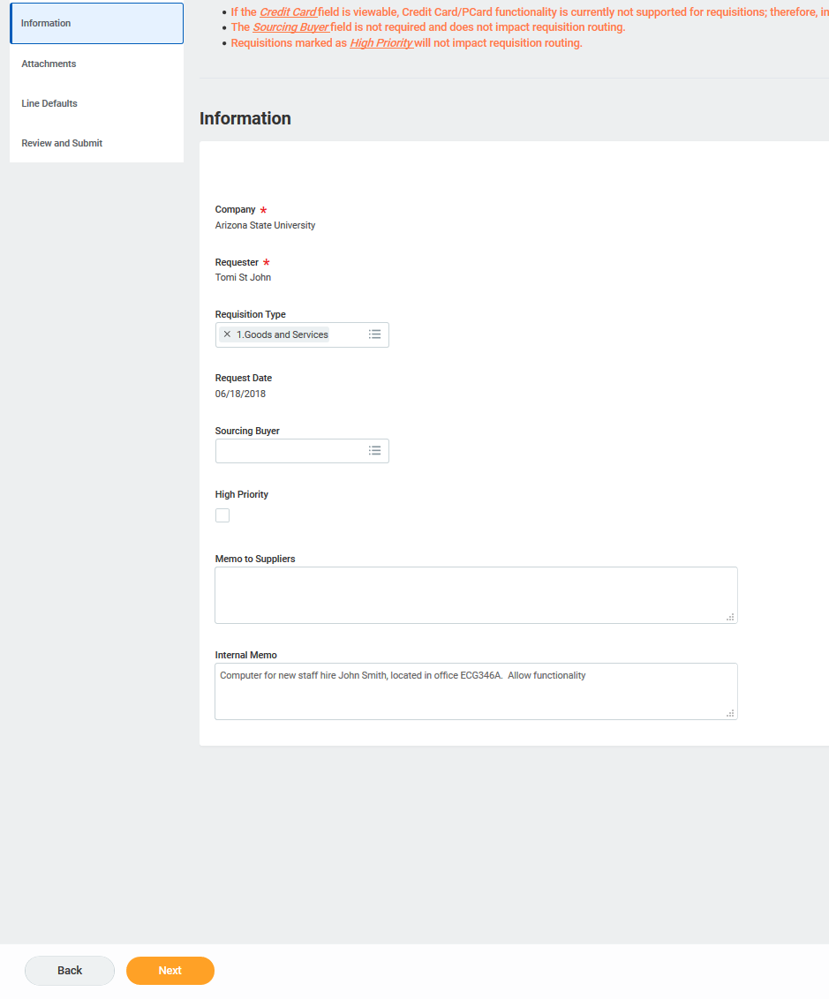 Information
Attachments
Line Defaults
Review and Submit
• If the Credit Card field is viewable, Credit Card/PCard functionality is currently not supported for requisitions; therefore, in
• The Sourcing Buyer field is not required and does not impact requisition routing.
• Requisitions marked as High Priority will not impact requisition routing.
Information
Company *
Arizona State University
Requester *
Tomi St John
Requisition Type
× 1.Goods and Services
Request Date
06/18/2018
Sourcing Buyer
High Priority
Memo to Suppliers
Internal Memo
Computer for new staff hire John Smith, located in office ECG346A.  Allow functionality
Back
Next